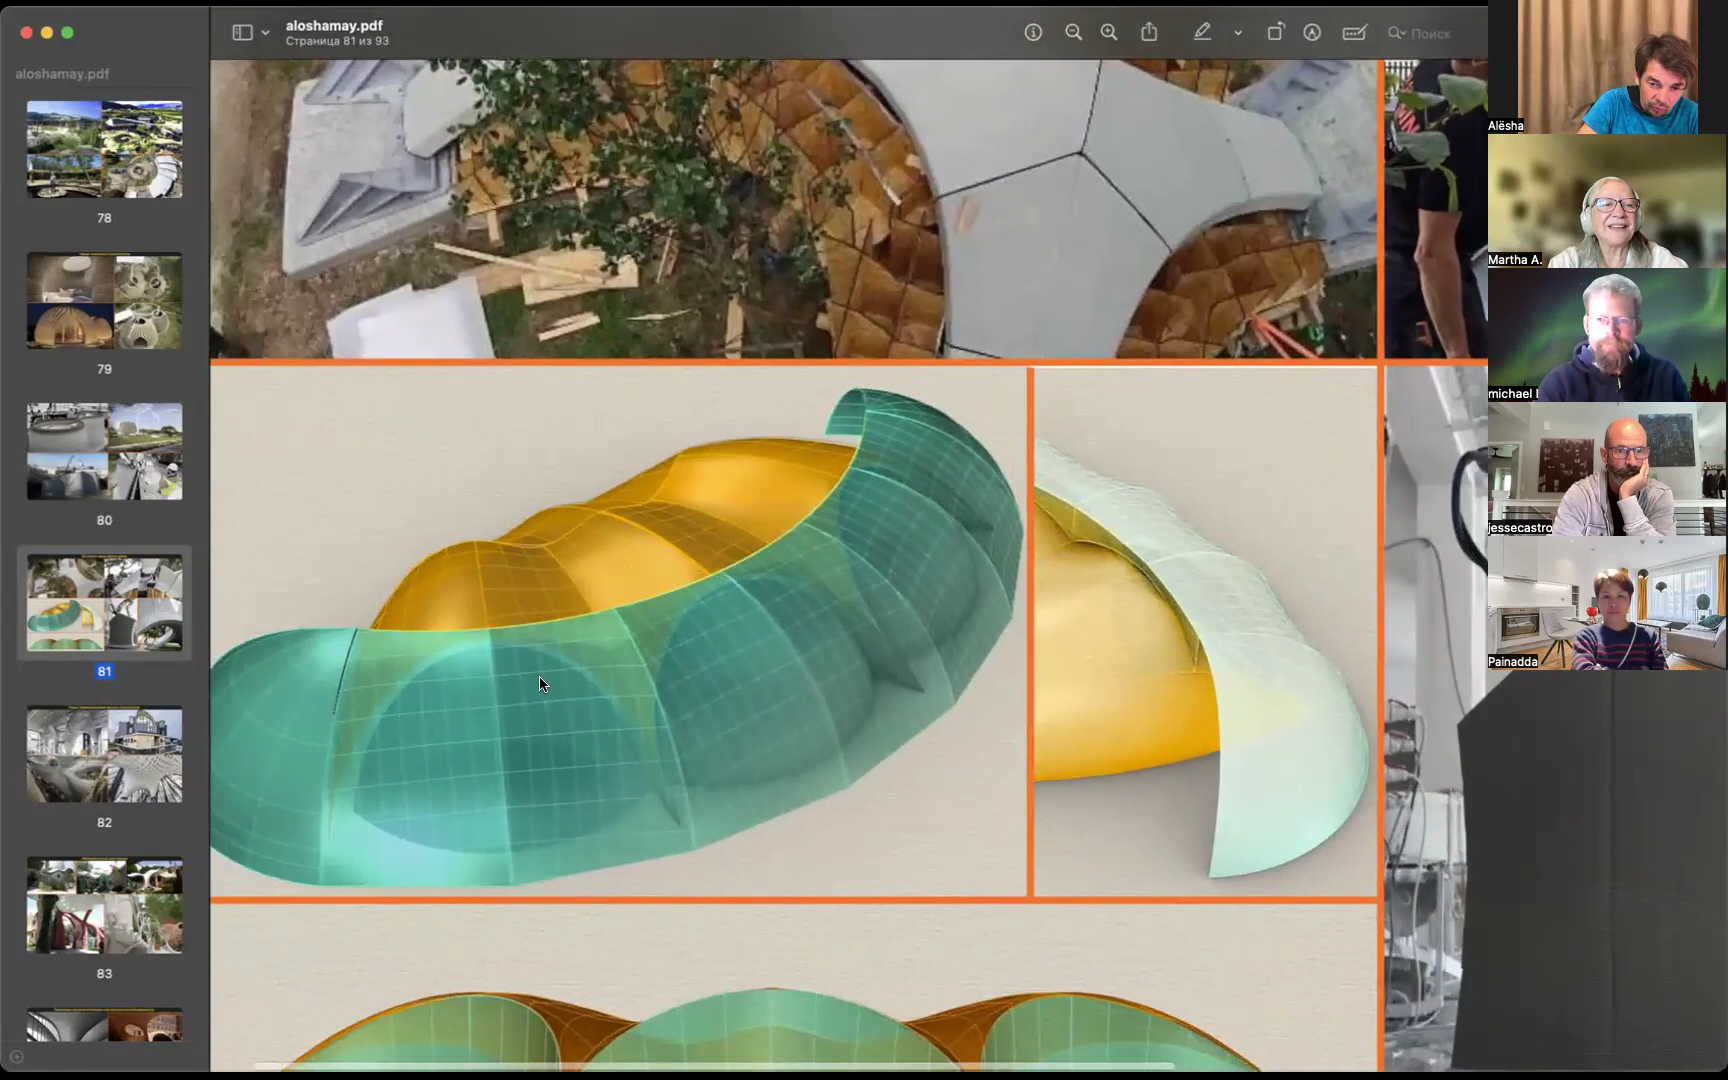 aloshamay.pdf
Страница 81 из 93
Поиск
aloshamay.pdf
78
79
80
81
82
83
Alësha
Martha A.
michael l
jessecastro
Painadda